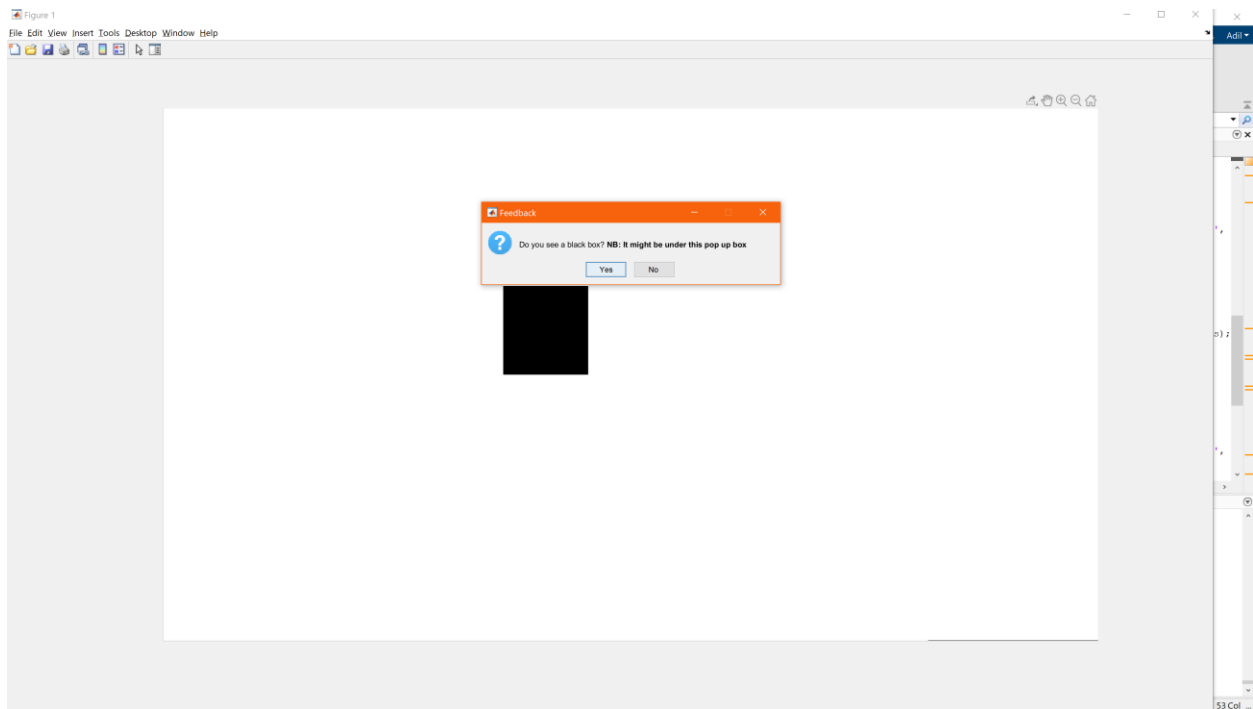 Figure 1
File Edit View Insert Tools Desktop Window Help
Adil
Feedback
Do you see a black box? NB: It might be under this pop up box
Yes No
',
s);
',
53 Col